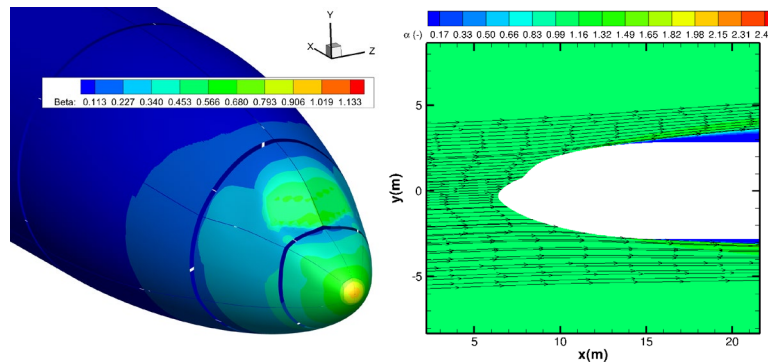 Y
X
Z
Beta: 0.113 0.227 0.340 0.453 0.566 0.680 0.793 0.906 1.019 1.133
α (-) 0.17 0.33 0.50 0.66 0.83 0.99 1.16 1.32 1.49 1.65 1.82 1.98 2.15 2.31
5
0
-5
y(m)
5 10 15 20
x(m)